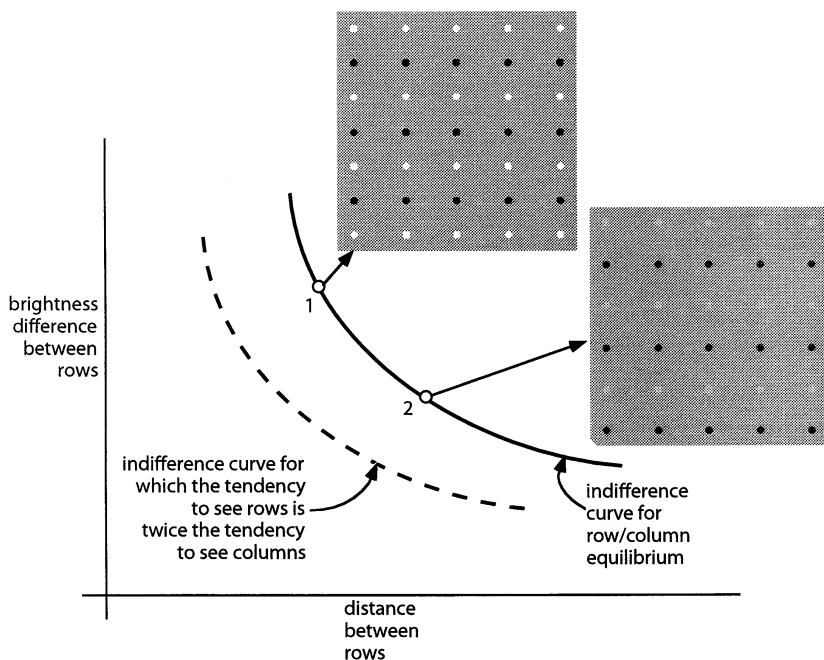 brightness
difference
between
rows
1
2
indifference curve for
which the tendency
to see rows is
twice the tendency
to see columns
indifference
curve for
row/column
equilibrium
distance
between
rows